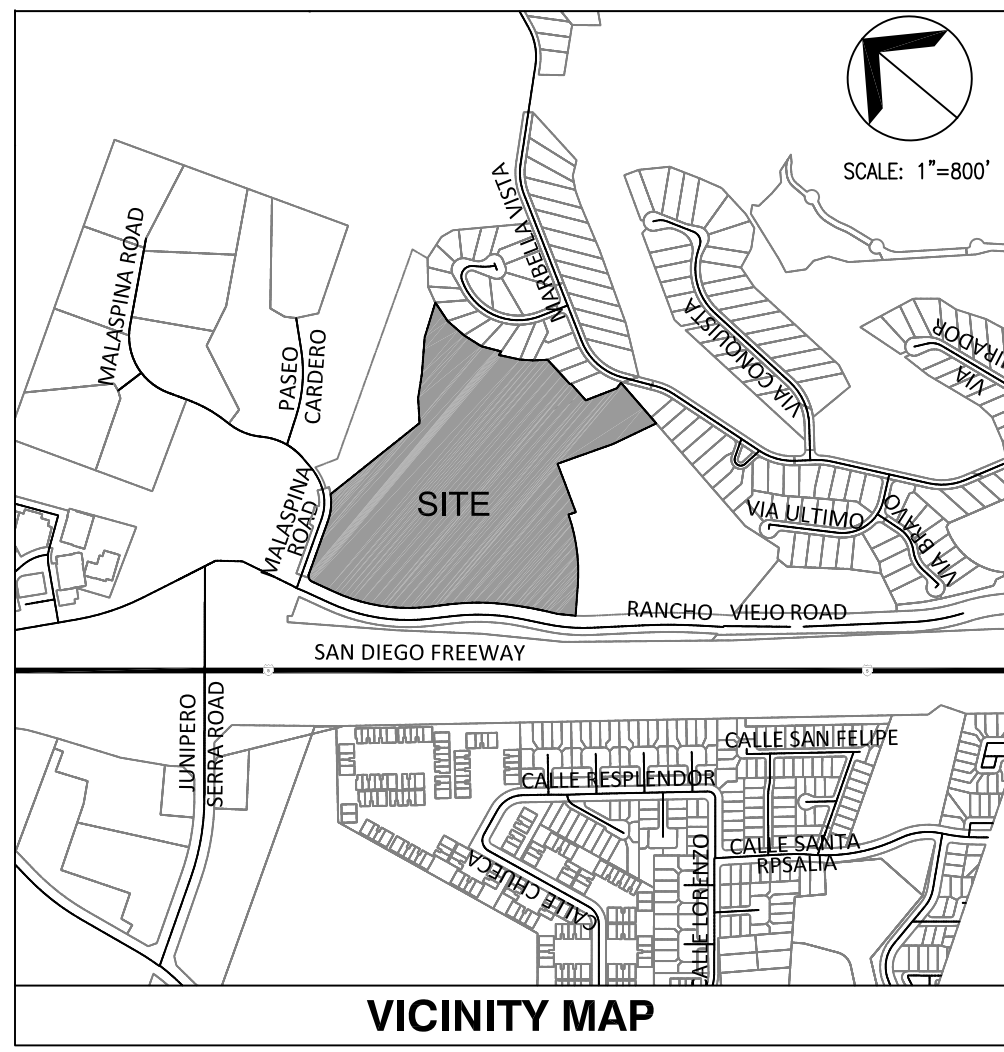 SCALE: 1"=800'
MARBELLA VISTA
MALASPINA ROAD
PASEO
CARDERO
VIA CONQUISTA
VIA
MIRADOR
SITE
MALASPINA
ROAD
VIA ULTIMO
VIA BRAVO
RANCHO VIEJO ROAD
SAN DIEGO FREEWAY
JUNIPERO
SERRA ROAD
CALLE SAN FELIPE
CALLE RESPLENDOR
CALLE SANTA
RPSALIA
CALLE CHUECA
CALLE LORENZO
VICINITY MAP